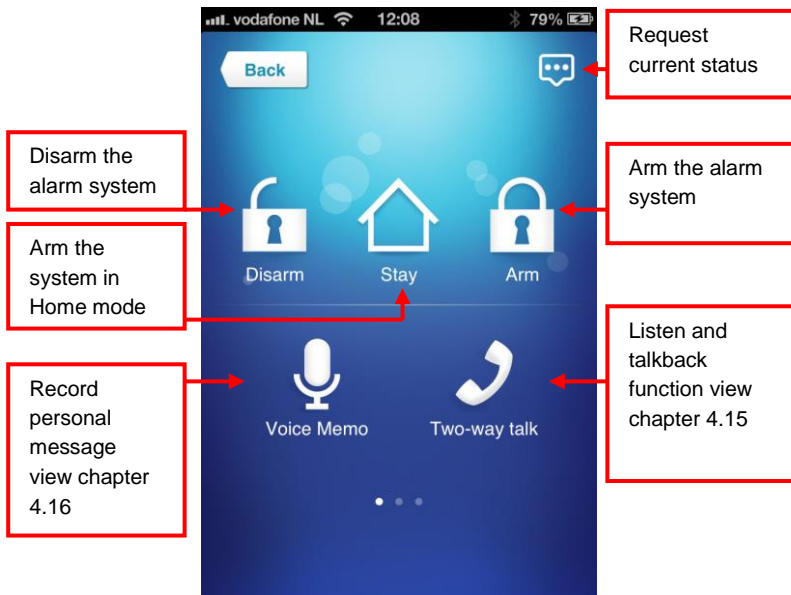 vodafone NL 12:08 79%
Back
Request
current status
Disarm the
alarm system
Arm the alarm
system
Arm the
system in
Home mode
Disarm Stay Arm
Listen and
talkback
function view
chapter 4.15
Record
personal
message
view chapter
4.16
Voice Memo Two-way talk